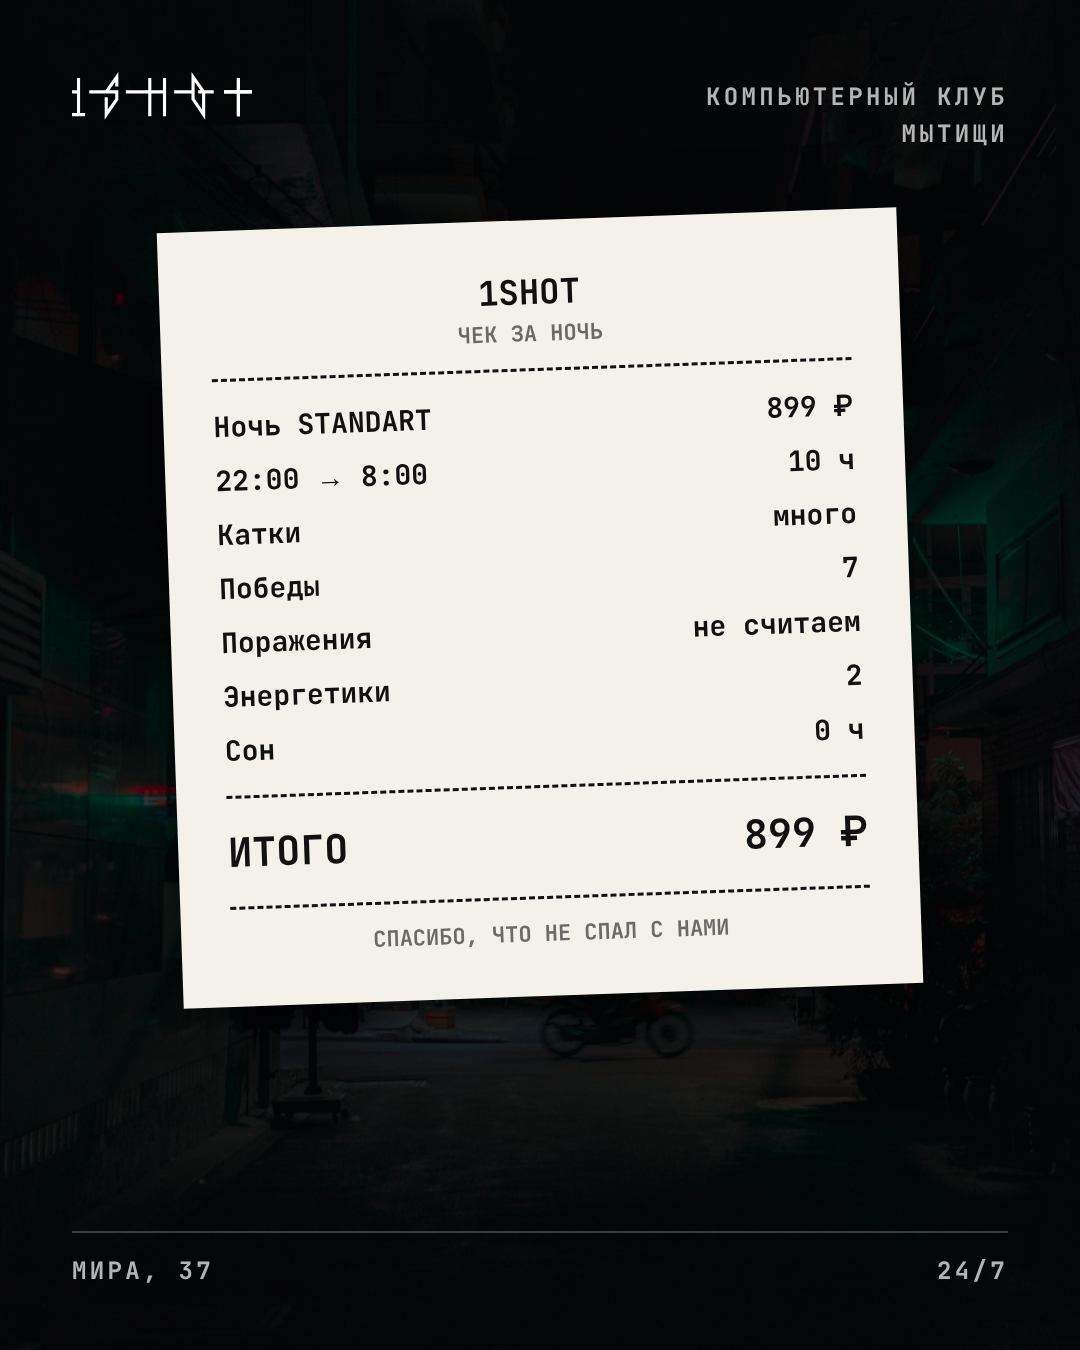 1SHOT
КОМПЬЮТЕРНЫЙ КЛУБ
МЫТИЩИ
1SHOT
ЧЕК ЗА НОЧЬ
Ночь STANDART 899 ₽
22:00 → 8:00 10 ч
Катки много
Победы 7
Поражения не считаем
Энергетики 2
Сон 0 ч
ИТОГО 899 ₽
СПАСИБО, ЧТО НЕ СПАЛ С НАМИ
МИРА, 37 24/7